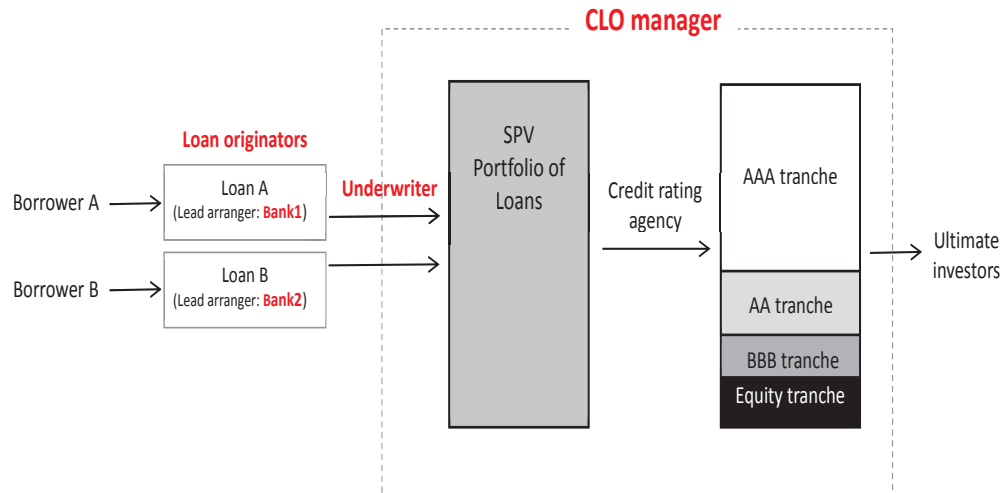 CLO manager
Loan originators
Borrower A
Loan A
(Lead arranger: Bank1)
Borrower B
Loan B
(Lead arranger: Bank2)
Underwriter
SPV
Portfolio of
Loans
Credit rating
agency
AAA tranche
AA tranche
BBB tranche
Equity tranche
Ultimate
investors